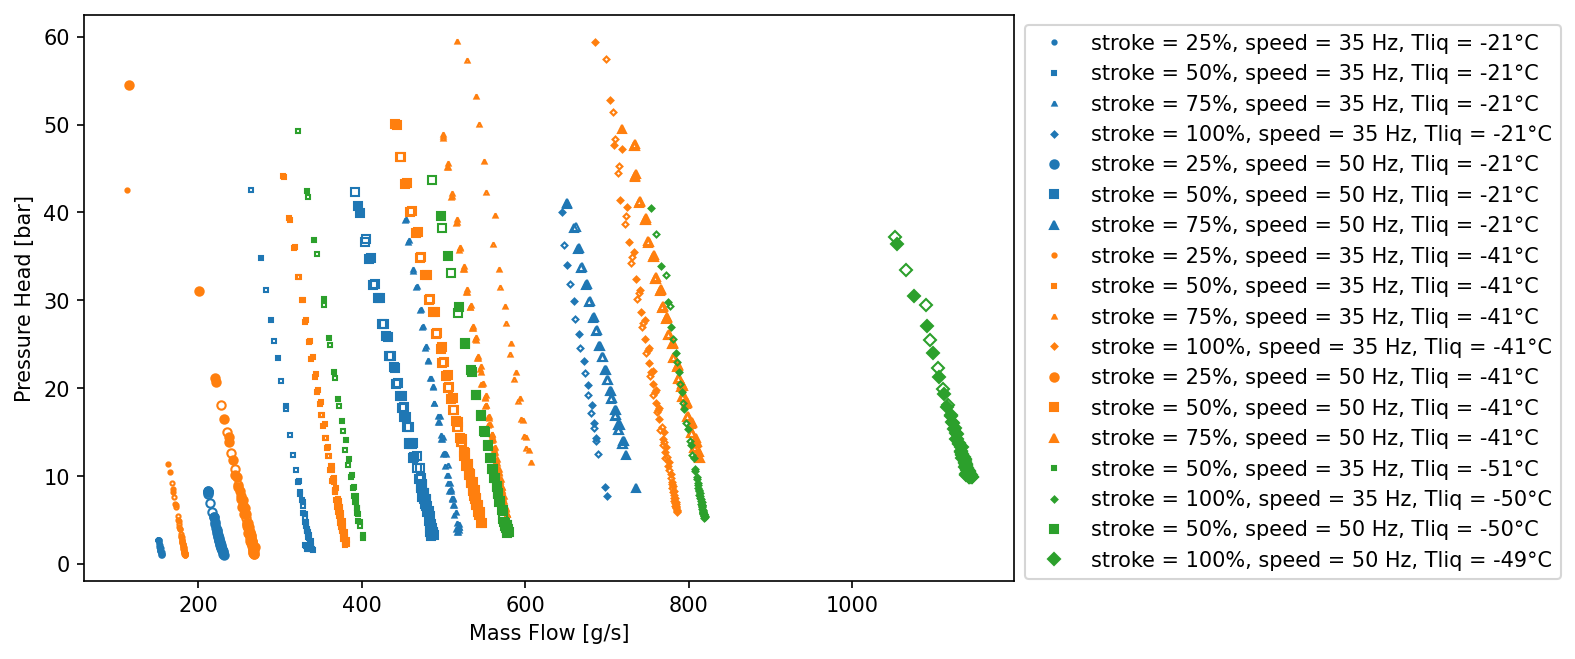 60
50
40
30
20
10
0
Pressure Head [bar]
200
400
600
800
1000
Mass Flow [g/s]
stroke = 25%, speed = 35 Hz, Tliq = -21°C
stroke = 50%, speed = 35 Hz, Tliq = -21°C
stroke = 75%, speed = 35 Hz, Tliq = -21°C
stroke = 100%, speed = 35 Hz, Tliq = -21°C
stroke = 25%, speed = 50 Hz, Tliq = -21°C
stroke = 50%, speed = 50 Hz, Tliq = -21°C
stroke = 75%, speed = 50 Hz, Tliq = -21°C
stroke = 25%, speed = 35 Hz, Tliq = -41°C
stroke = 50%, speed = 35 Hz, Tliq = -41°C
stroke = 75%, speed = 35 Hz, Tliq = -41°C
stroke = 100%, speed = 35 Hz, Tliq = -41°C
stroke = 25%, speed = 50 Hz, Tliq = -41°C
stroke = 50%, speed = 50 Hz, Tliq = -41°C
stroke = 75%, speed = 50 Hz, Tliq = -41°C
stroke = 50%, speed = 35 Hz, Tliq = -51°C
stroke = 100%, speed = 35 Hz, Tliq = -50°C
stroke = 50%, speed = 50 Hz, Tliq = -50°C
stroke = 100%, speed = 50 Hz, Tliq = -49°C